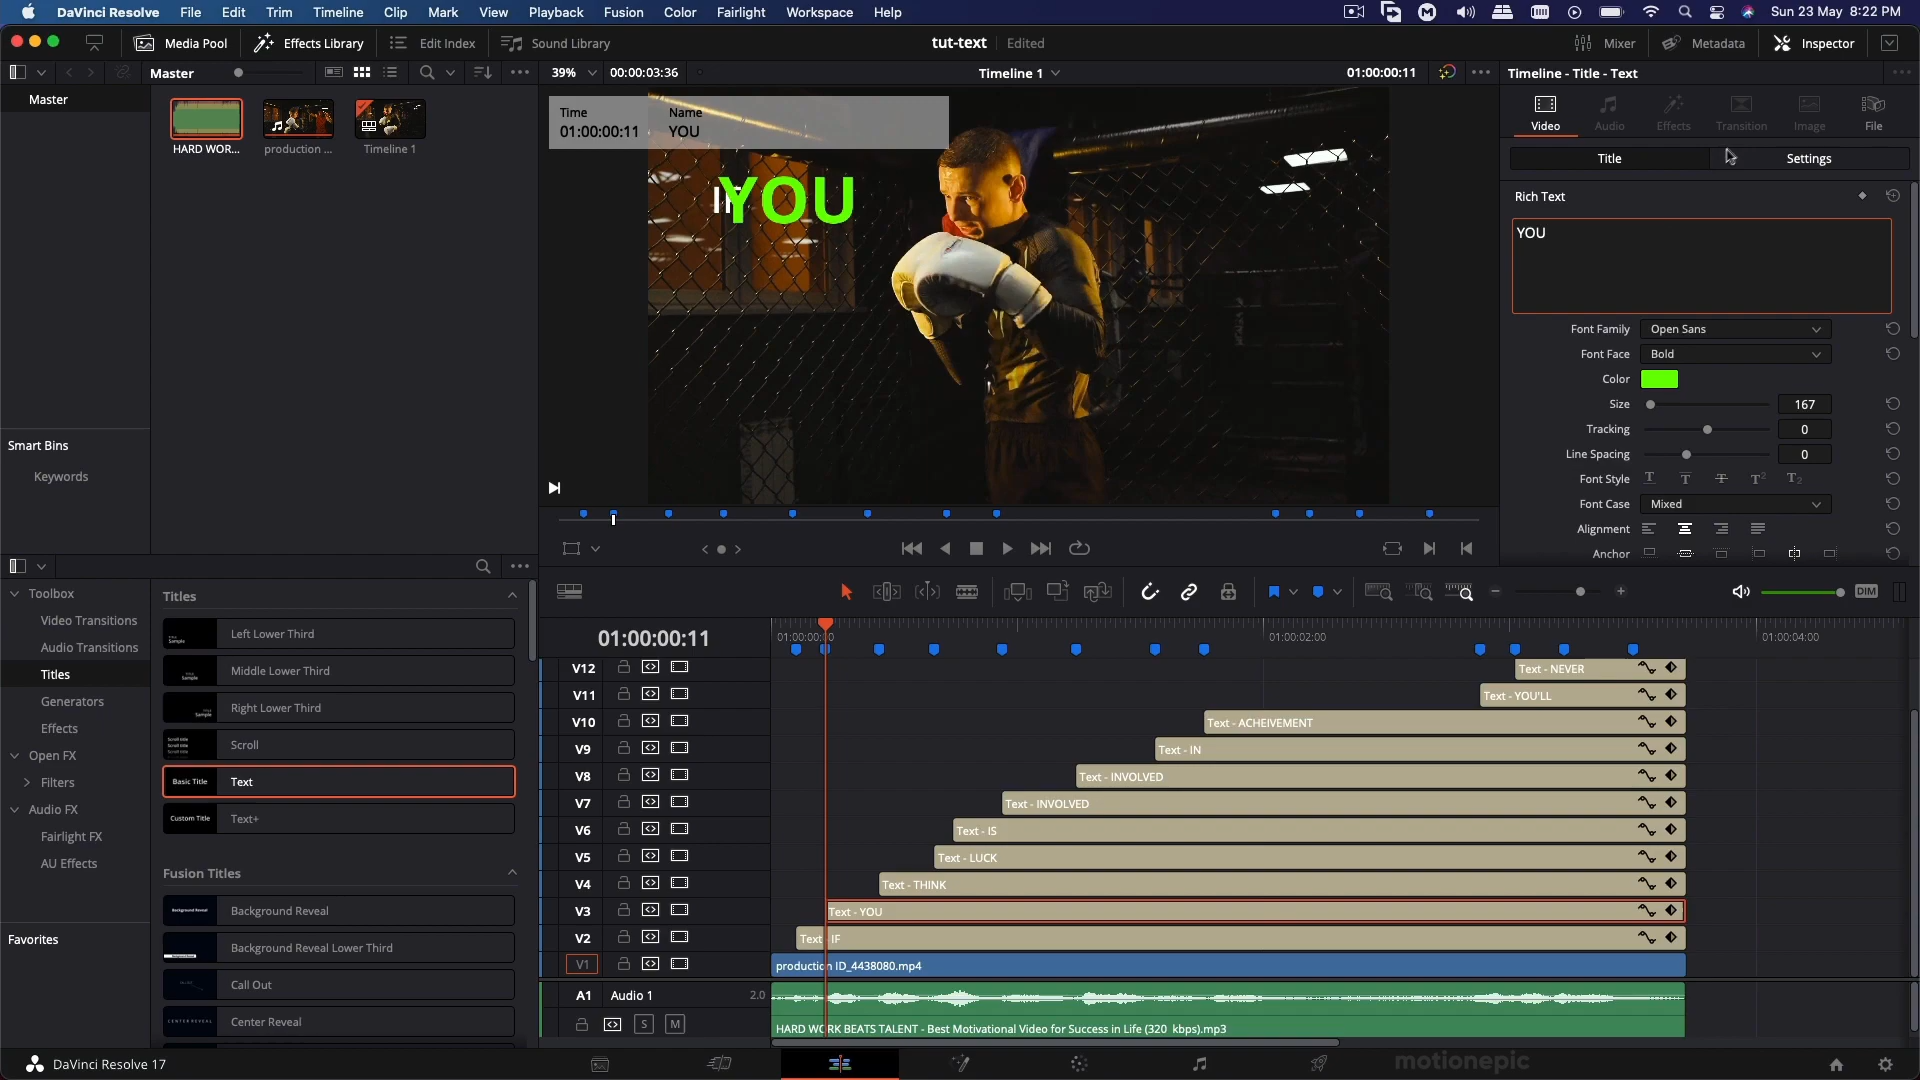 DaVinci Resolve File Edit Trim Timeline Clip Mark View Playback Fusion Color Fairlight Workspace Help Sun 23 May 8:22 PM
Media Pool Effects Library Edit Index Sound Library tut-text Edited Mixer Metadata Inspector
Master 39% 00:00:03:36 Timeline 1 01:00:00:11 Timeline - Title - Text
Master
HARD WOR... production ... Timeline 1
Time Name
01:00:00:11 YOU
IF YOU
Video Audio Effects Transition Image File
Title Settings
Rich Text
YOU
Font Family Open Sans
Font Face Bold
Color
Size 167
Tracking 0
Line Spacing 0
Font Style
Font Case Mixed
Alignment
Anchor
Smart Bins
Keywords
Toolbox
Video Transitions
Audio Transitions
Titles
Generators
Effects
Open FX
Filters
Audio FX
Fairlight FX
AU Effects
Favorites
Titles
Left Lower Third
Middle Lower Third
Right Lower Third
Scroll
Basic Title Text
Custom Title Text+
Fusion Titles
Background Reveal Background Reveal
Background Reveal Lower Third
Call Out
CENTER REVEAL Center Reveal
DIM
01:00:00:11 01:00:00:00 01:00:02:00 01:00:04:00
V12 Text - NEVER
V11 Text - YOU'LL
V10 Text - ACHEIVEMENT
V9 Text - IN
V8 Text - INVOLVED
V7 Text - INVOLVED
V6 Text - IS
V5 Text - LUCK
V4 Text - THINK
V3 Text - YOU
V2 Text - IF
V1 production ID_4438080.mp4
A1 Audio 1 2.0
S M HARD WORK BEATS TALENT - Best Motivational Video for Success in Life (320 kbps).mp3
DaVinci Resolve 17 motionepic